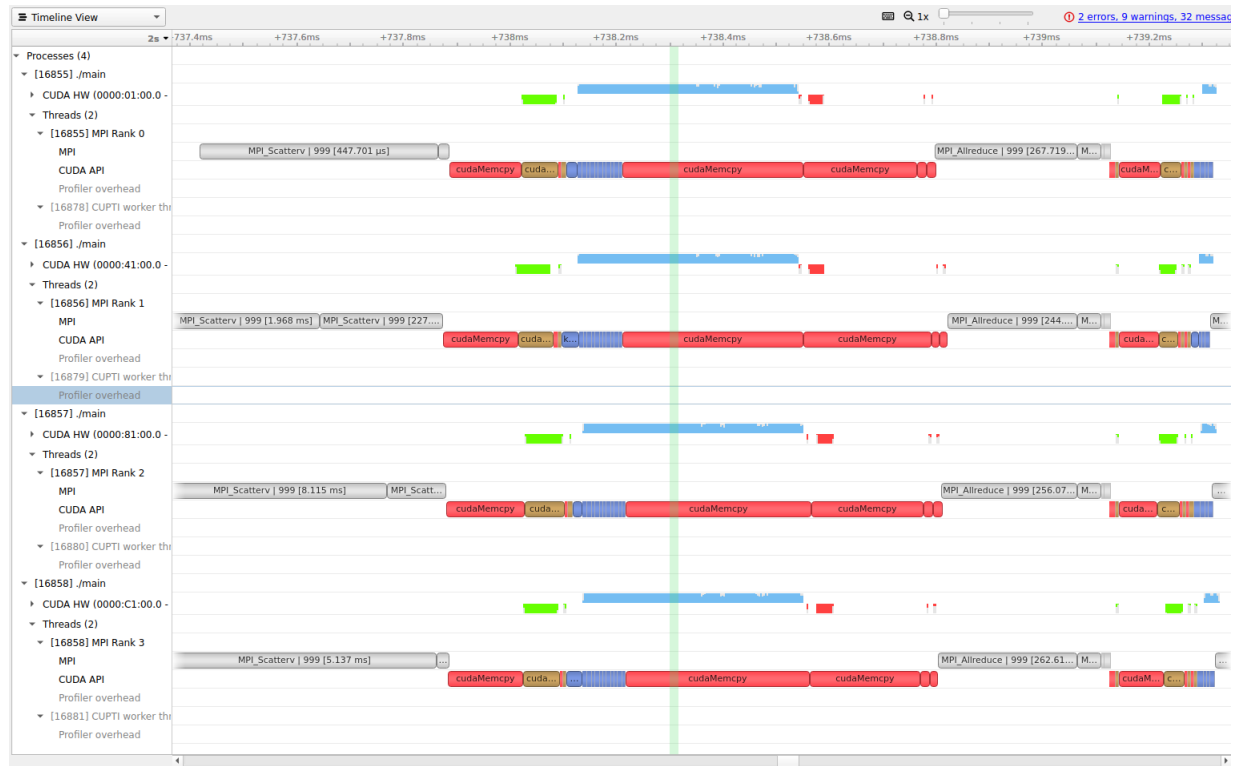 Timeline View
1x
2 errors, 9 warnings, 32 messag
2s
737.4ms +737.6ms +737.8ms +738ms +738.2ms +738.4ms +738.6ms +738.8ms +739ms +739.2ms
Processes (4)
[16855] ./main
CUDA HW (0000:01:00.0 -
Threads (2)
[16855] MPI Rank 0
MPI MPI_Scatterv | 999 [447.701 µs] MPI_Allreduce | 999 [267.719... M...
CUDA API cudaMemcpy cuda... cudaMemcpy cudaMemcpy cudaM... c...
Profiler overhead
[16878] CUPTI worker thr
Profiler overhead
[16856] ./main
CUDA HW (0000:41:00.0 -
Threads (2)
[16856] MPI Rank 1
MPI MPI_Scatterv | 999 [1.968 ms] MPI_Scatterv | 999 [227.... MPI_Allreduce | 999 [244.... M... M...
CUDA API cudaMemcpy cuda... k... cudaMemcpy cudaMemcpy cuda... c...
Profiler overhead
[16879] CUPTI worker thr
Profiler overhead
[16857] ./main
CUDA HW (0000:81:00.0 -
Threads (2)
[16857] MPI Rank 2
MPI MPI_Scatterv | 999 [8.115 ms] MPI_Scatt... MPI_Allreduce | 999 [256.07... M... ...
CUDA API cudaMemcpy cuda... cudaMemcpy cudaMemcpy cuda... c...
Profiler overhead
[16880] CUPTI worker thr
Profiler overhead
[16858] ./main
CUDA HW (0000:C1:00.0 -
Threads (2)
[16858] MPI Rank 3
MPI MPI_Scatterv | 999 [5.137 ms] ... MPI_Allreduce | 999 [262.61... M... ...
CUDA API cudaMemcpy cuda... ... cudaMemcpy cudaMemcpy cudaM... c...
Profiler overhead
[16881] CUPTI worker thr
Profiler overhead